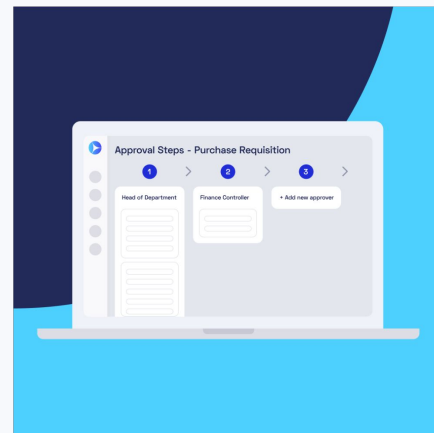 Approval Steps - Purchase Requisition
1
2
3
Head of Department
Finance Controller
+ Add new approver